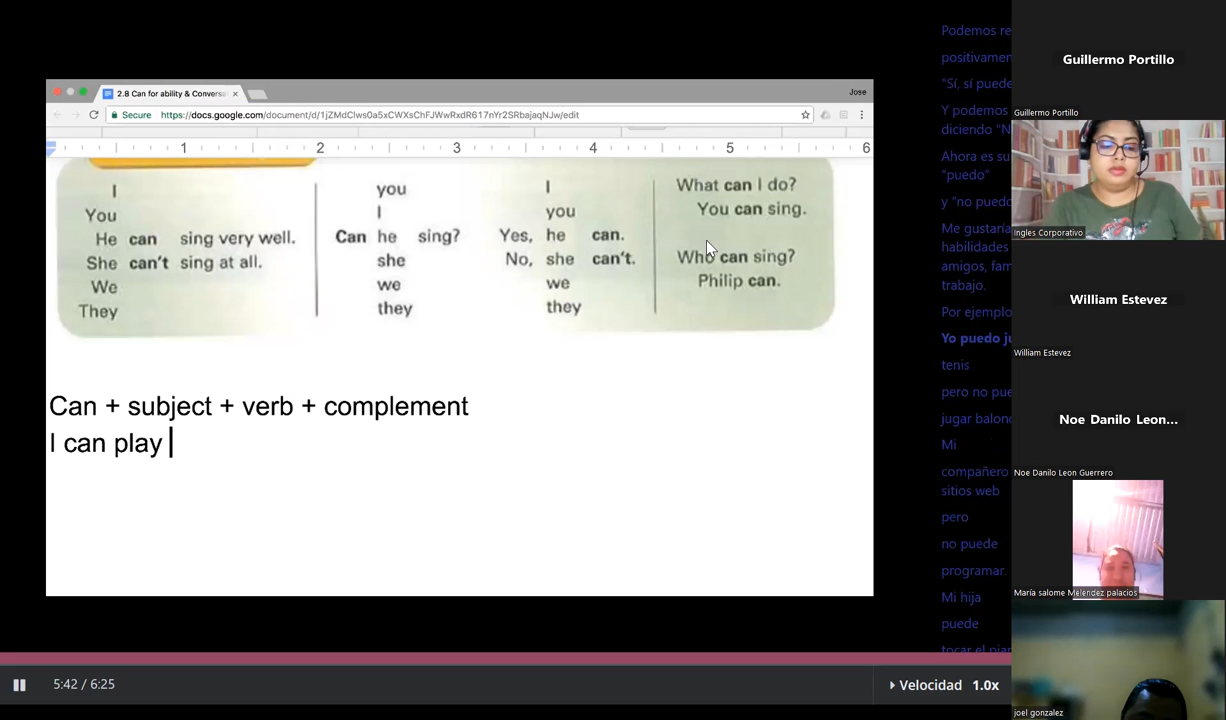 2.8 Can for ability & Conversa
Jose
Secure
https://docs.google.com/document/d/1jZMdClws0a5xCWXsChFJWwRxdR617nYr2SRbajaqNJw/edit
1 2 3 4 5 6
I
You
He can sing very well.
She can't sing at all.
We
They
you
I
Can he sing?
she
we
they
I
you
Yes, he can.
No, she can't.
we
they
What can I do?
You can sing.
Who can sing?
Philip can.
Can + subject + verb + complement
I can play
5:42 / 6:25
Velocidad 1.0x
Podemos
positivamen
"Sí, sí puede
Y podemos
diciendo "N
Ahora es su
"puedo"
y "no puedo
Me gustaría
habilidades
amigos, fam
trabajo.
Por ejemplo
Yo puedo
tenis
pero no
jugar
Mi
compañero
sitios web
pero
no puede
programar.
Mi hija
puede
tocar el
Guillermo Portillo
Guillermo Portillo
Ingles Corporativo
William Estevez
William Estevez
Noe Danilo Leon...
Noe Danilo Leon Guerrero
María salome Melendez palacios
joel gonzalez